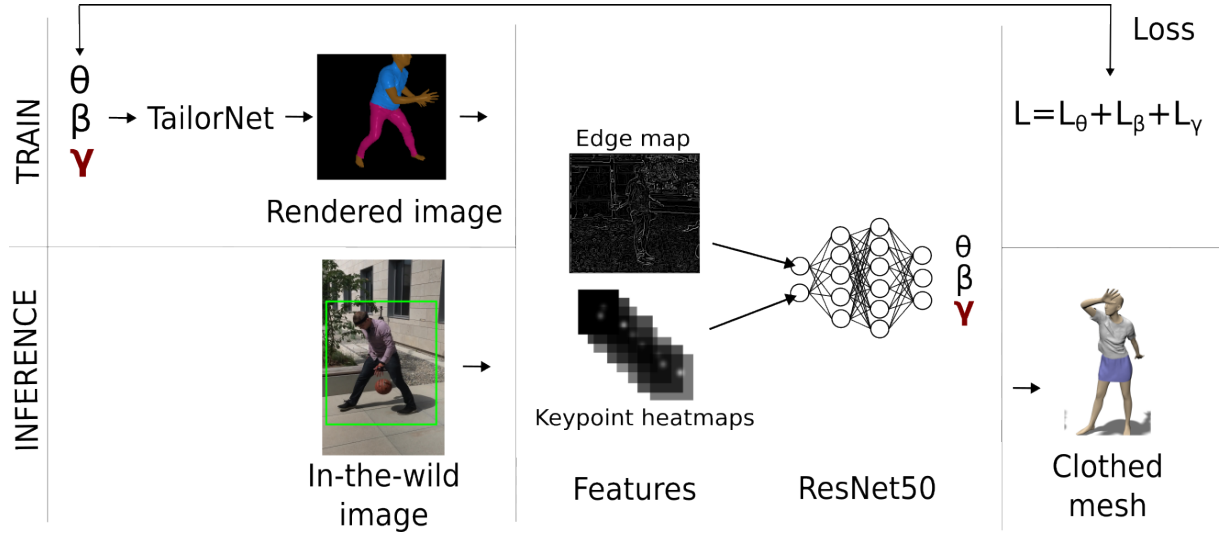 Loss
TRAIN
θ
β
γ
TailorNet
Rendered image
Edge map
L=Lθ+Lβ+Lγ
θ
β
γ
INFERENCE
In-the-wild
image
Keypoint heatmaps
Features
ResNet50
Clothed
mesh